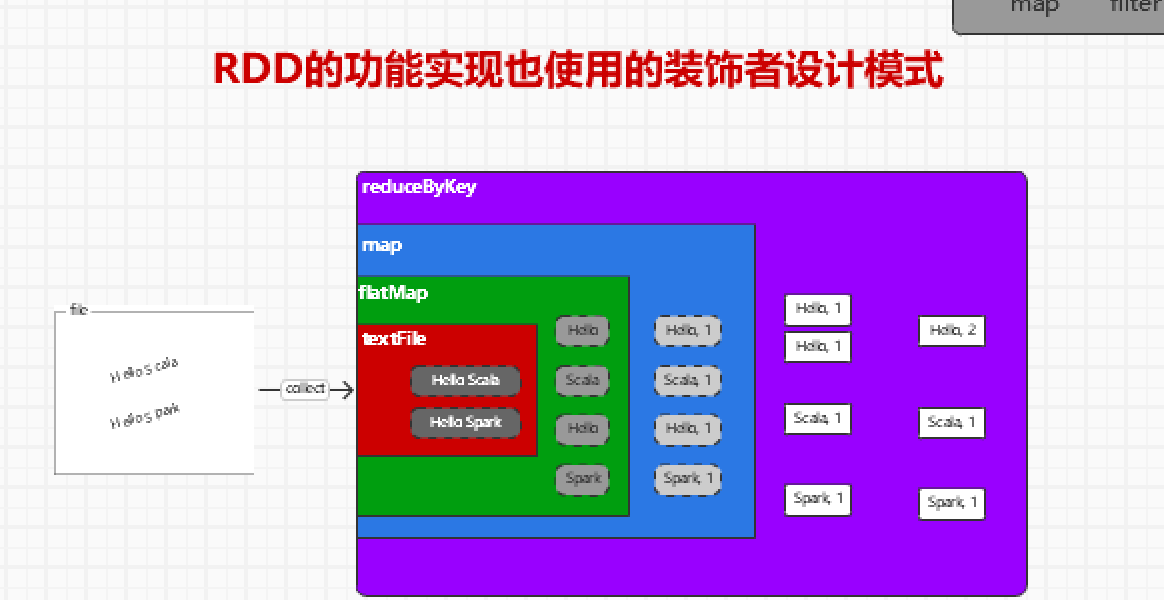 map filter
RDD的功能实现也使用的装饰者设计模式
reduceByKey
map
flatMap
textFile
file
Hello Scala
Hello Spark
collect
Hello Scala
Hello Spark
Hello
Scala
Hello
Spark
Hello, 1
Scala, 1
Hello, 1
Spark, 1
Hello, 1
Hello, 1
Scala, 1
Spark, 1
Hello, 2
Scala, 1
Spark, 1